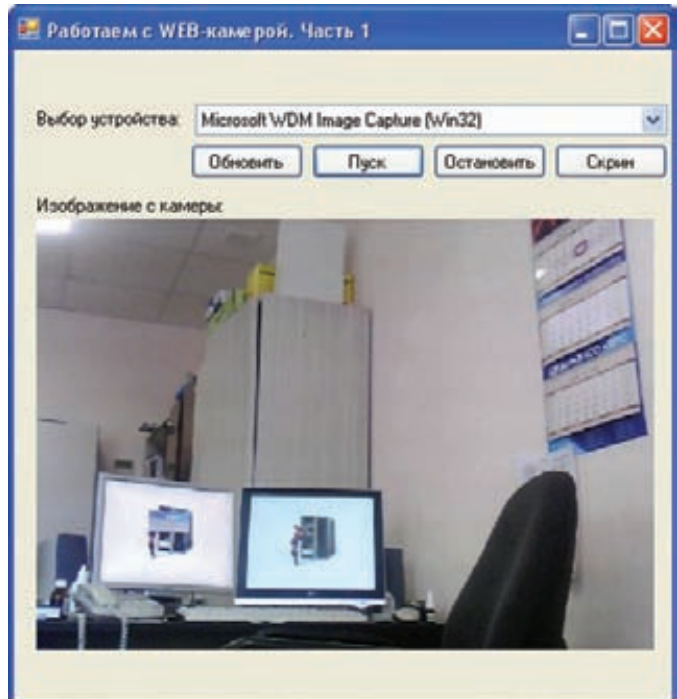 Работаем с WEB-камерой. Часть 1
Выбор устройства: Microsoft WDM Image Capture (Win32)
Обновить Пуск Остановить Скрин
Изображение с камеры: